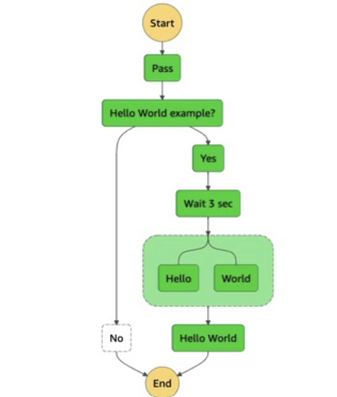 Start
Pass
Hello World example?
Yes
Wait 3 sec
Hello
World
No
Hello World
End